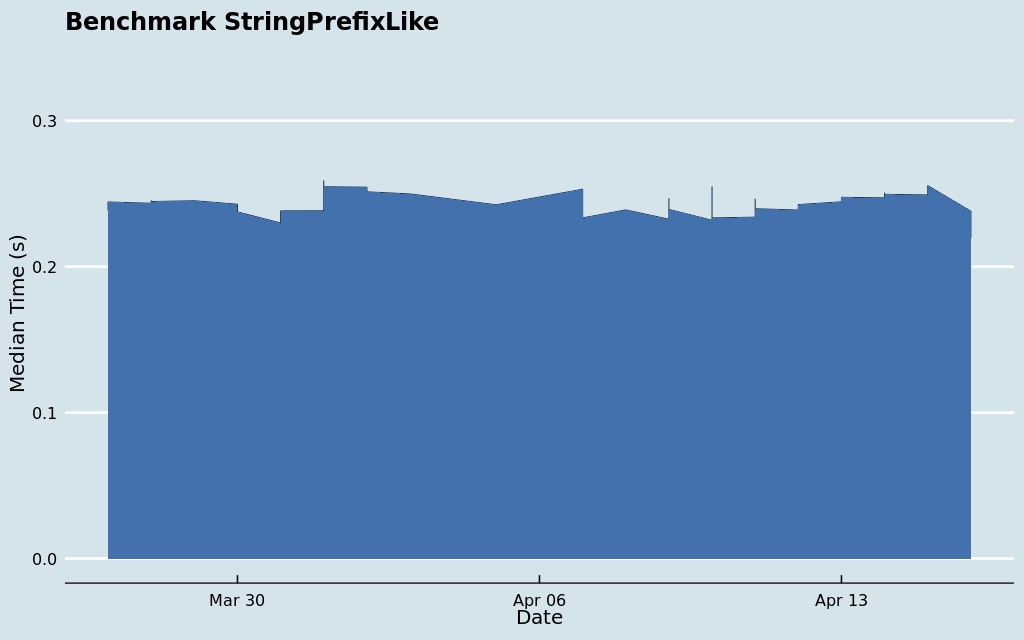 Benchmark StringPrefixLike
0.3
0.2
0.1
0.0
Median Time (s)
Mar 30
Apr 06
Apr 13
Date